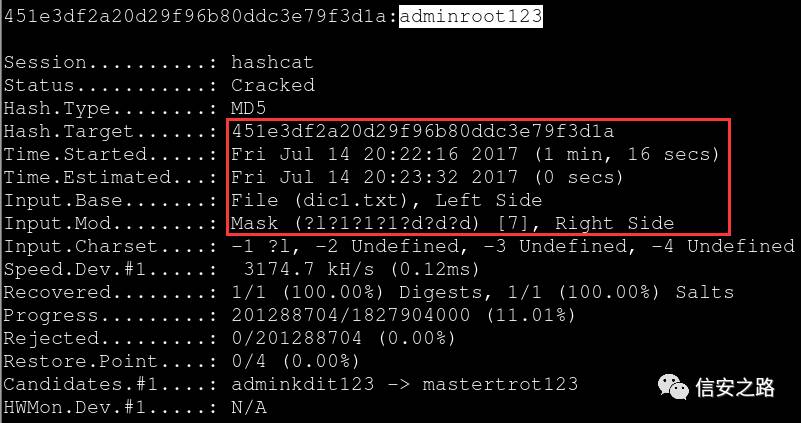 451e3df2a20d29f96b80ddc3e79f3d1a:adminroot123
Session..........: hashcat
Status...........: Cracked
Hash.Type........: MD5
Hash.Target......: 451e3df2a20d29f96b80ddc3e79f3d1a
Time.Started.....: Fri Jul 14 20:22:16 2017 (1 min, 16 secs)
Time.Estimated...: Fri Jul 14 20:23:32 2017 (0 secs)
Input.Base.......: File (dic1.txt), Left Side
Input.Mod........: Mask (?l?1?1?1?d?d?d) [7], Right Side
Input.Charset....: -1 ?l, -2 Undefined, -3 Undefined, -4 Undefined
Speed.Dev.#1.....:  3174.7 kH/s (0.12ms)
Recovered........: 1/1 (100.00%) Digests, 1/1 (100.00%) Salts
Progress.........: 201288704/1827904000 (11.01%)
Rejected.........: 0/201288704 (0.00%)
Restore.Point....: 0/4 (0.00%)
Candidates.#1....: adminkdit123 -> mastertrot123
HWMon.Dev.#1.....: N/A
信安之路